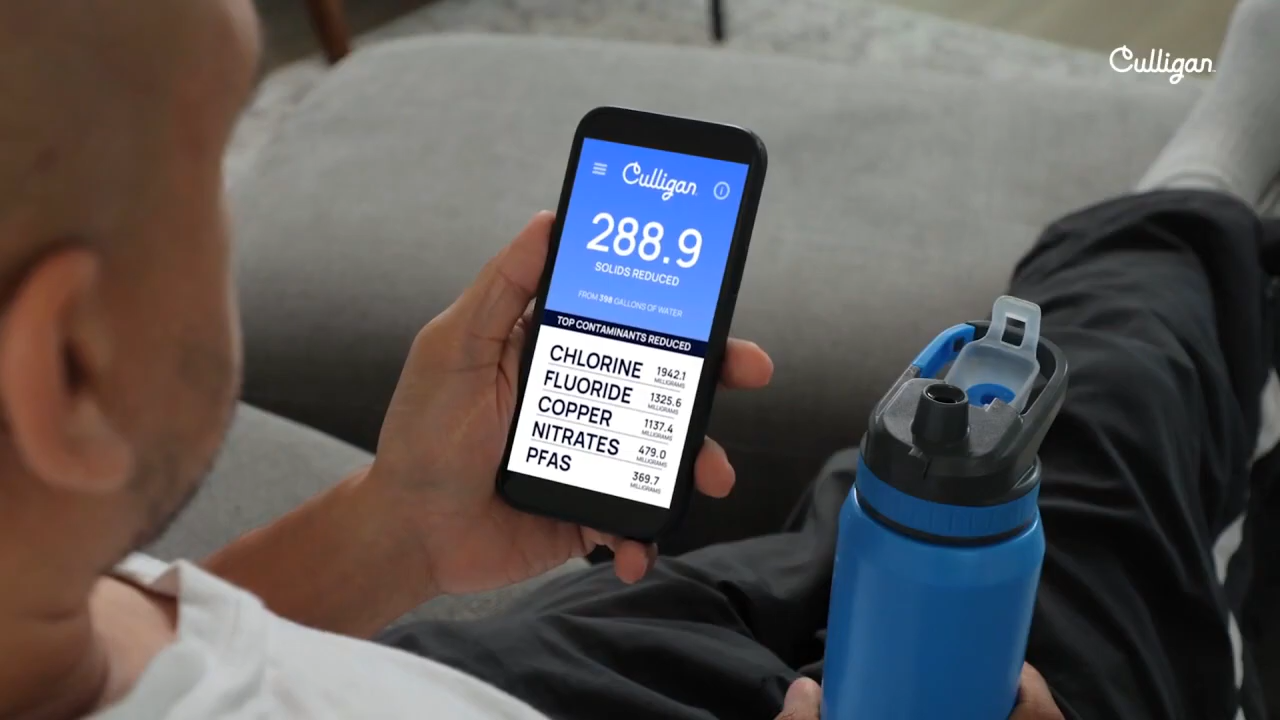 Culligan
Culligan
288.9
SOLIDS REDUCED
FROM 398 GALLONS OF WATER
TOP CONTAMINANTS REDUCED
CHLORINE 1942.1 MILLIGRAMS
FLUORIDE 1325.6 MILLIGRAMS
COPPER 1137.4 MILLIGRAMS
NITRATES 479.0 MILLIGRAMS
PFAS 369.7 MILLIGRAMS